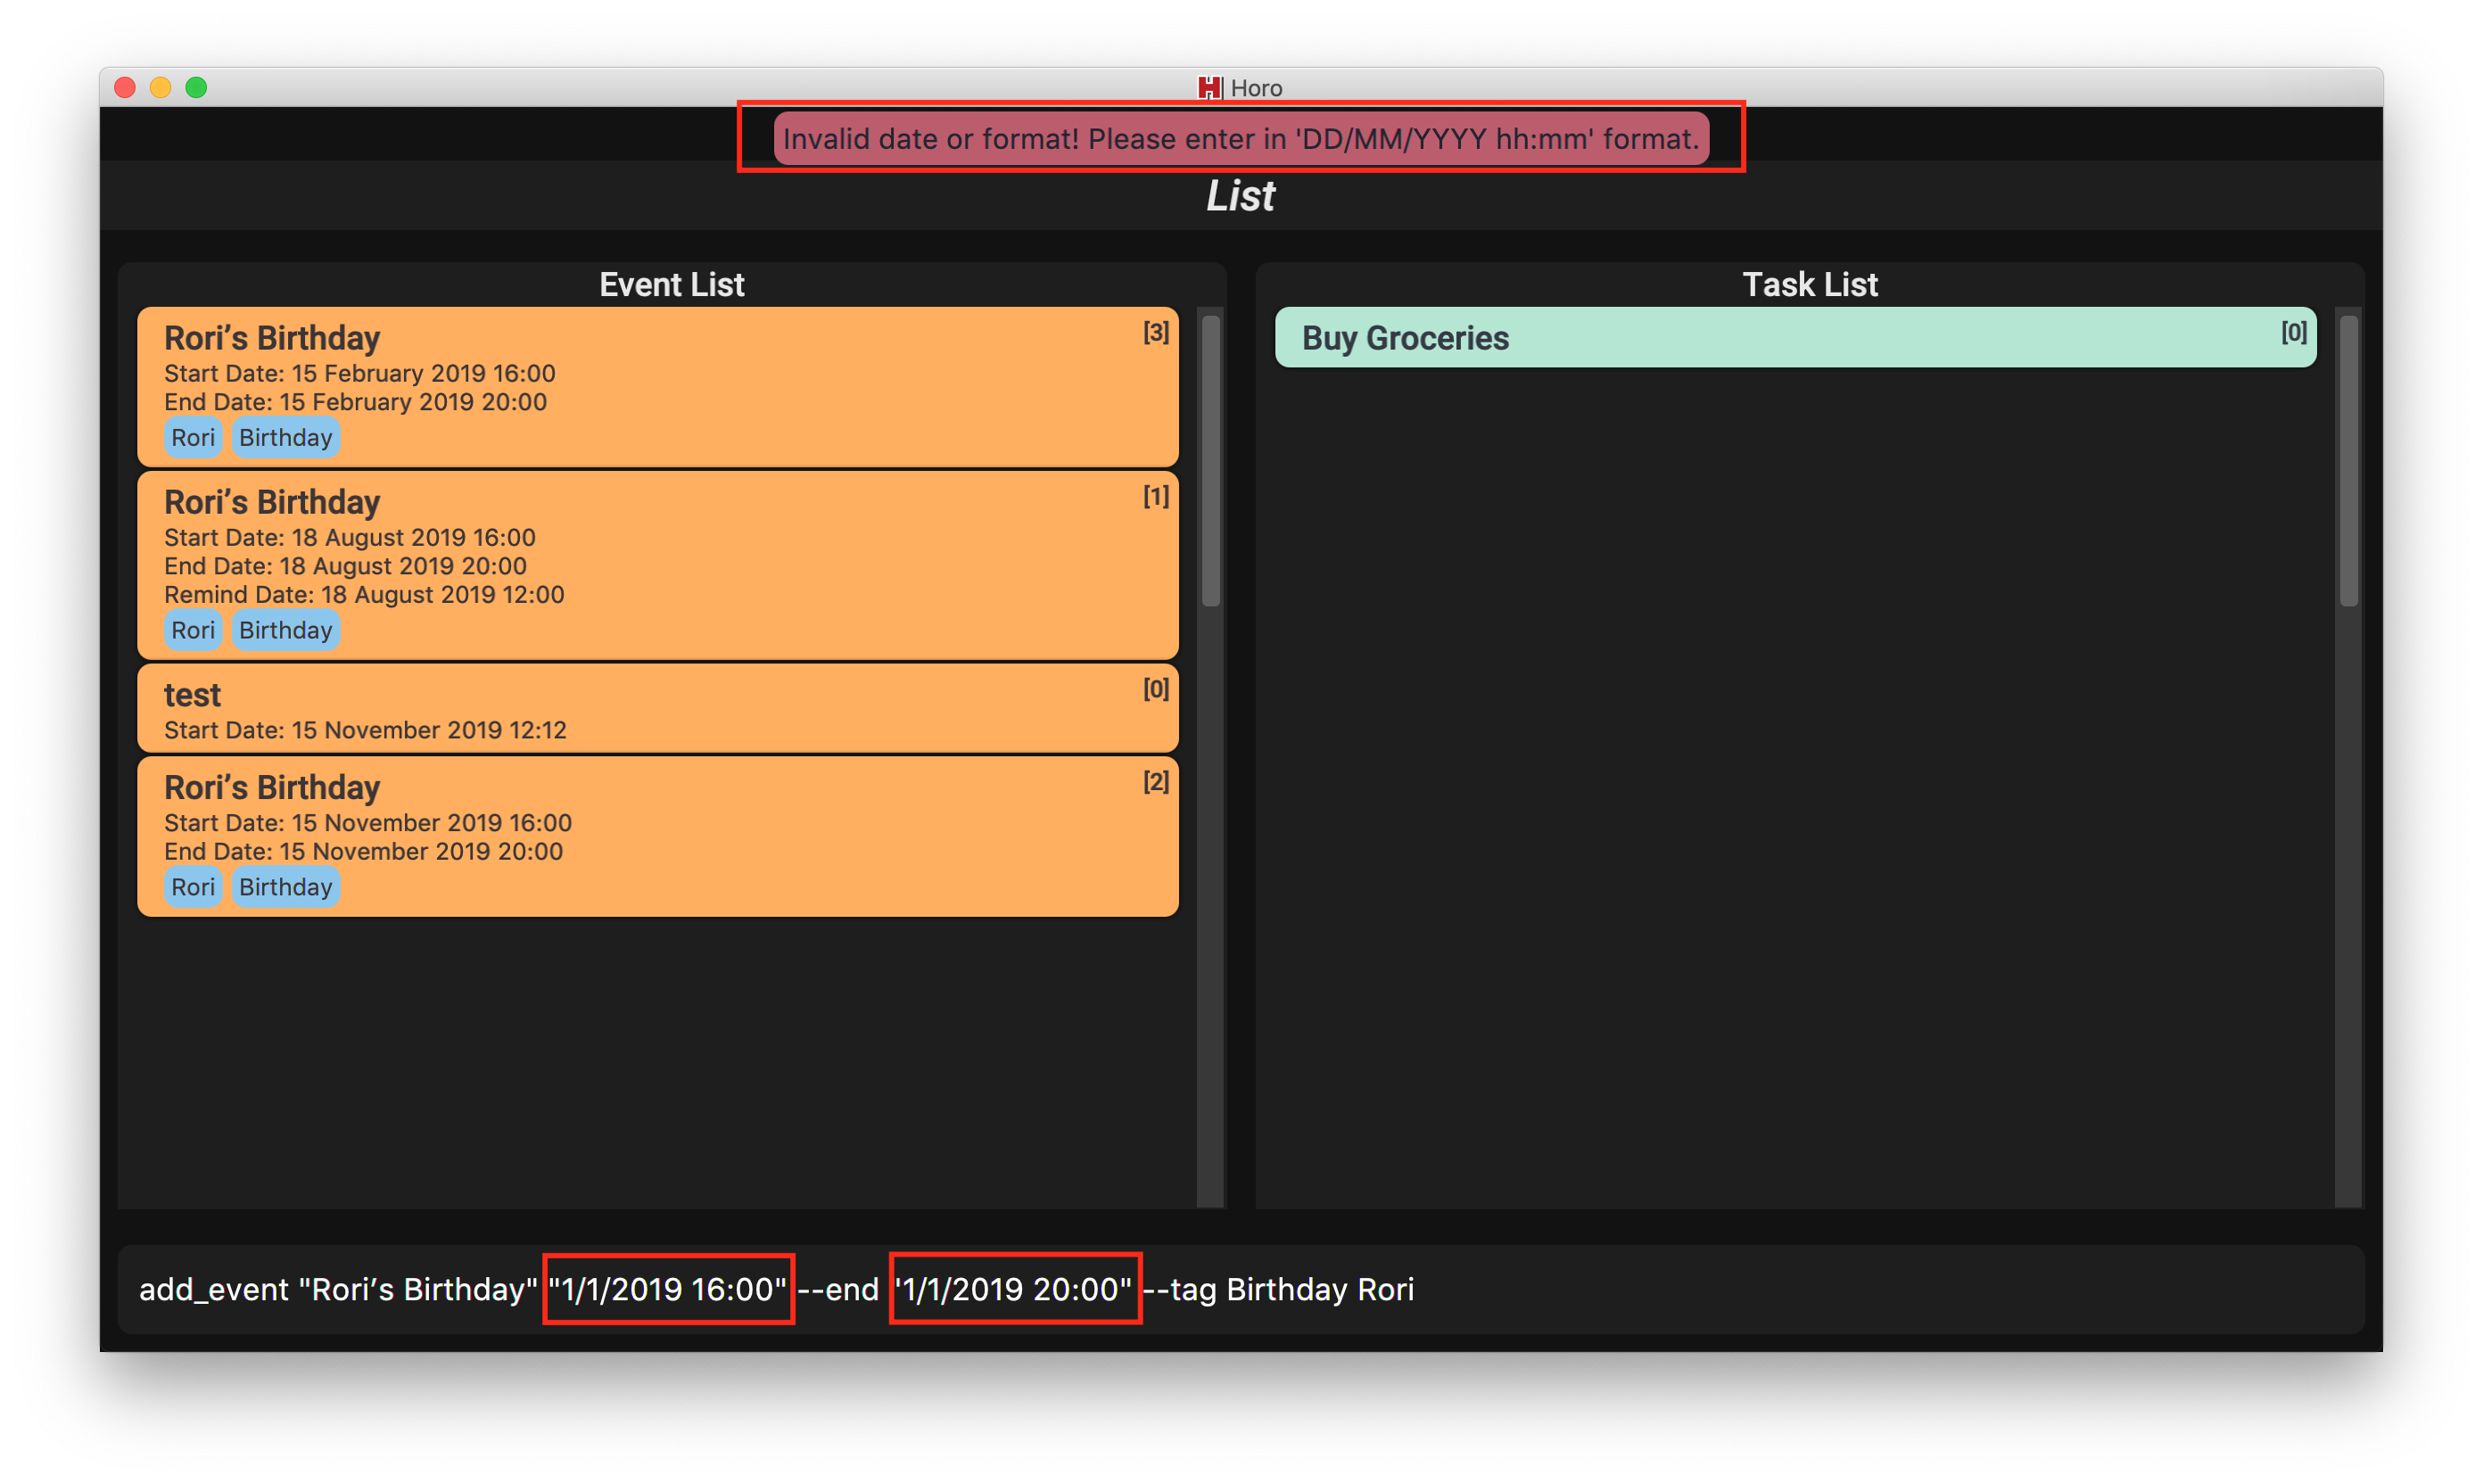 Horo
Invalid date or format! Please enter in 'DD/MM/YYYY hh:mm' format.
List
Event List
Rori’s Birthday [3]
Start Date: 15 February 2019 16:00
End Date: 15 February 2019 20:00
Rori Birthday
Rori’s Birthday [1]
Start Date: 18 August 2019 16:00
End Date: 18 August 2019 20:00
Remind Date: 18 August 2019 12:00
Rori Birthday
test [0]
Start Date: 15 November 2019 12:12
Rori’s Birthday [2]
Start Date: 15 November 2019 16:00
End Date: 15 November 2019 20:00
Rori Birthday
Task List
Buy Groceries [0]
add_event "Rori’s Birthday" "1/1/2019 16:00" --end "1/1/2019 20:00" --tag Birthday Rori